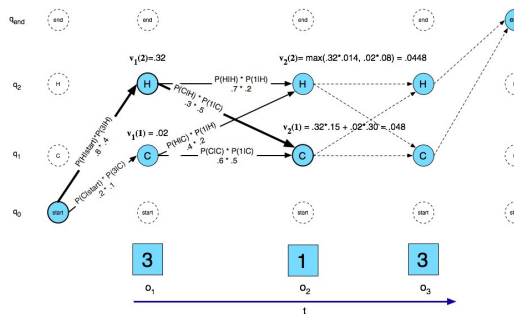 q_end end end end end end
v₁(2)=.32 v₂(2)= max(.32*.014, .02*.08) = .0448
q₂ H H P(H|H) * P(1|H) H H
.7 * .2
P(C|H) * P(1|C)
.3 * .5
P(H|start)*P(3|H)
.8 * .4
v₁(1) = .02 v₂(1) = .32*.15 + .02*.30 = .048
P(H|C) * P(1|H)
.4 * .2
q₁ C C P(C|C) * P(1|C) C C
.6 * .5
P(C|start) * P(3|C)
.2 * .1
q₀ start start start start
3 1 3
o₁ o₂ o₃
t